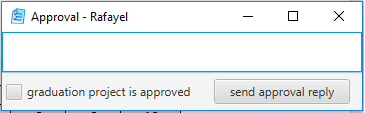 Approval - Rafayel
graduation project is approved
send approval reply